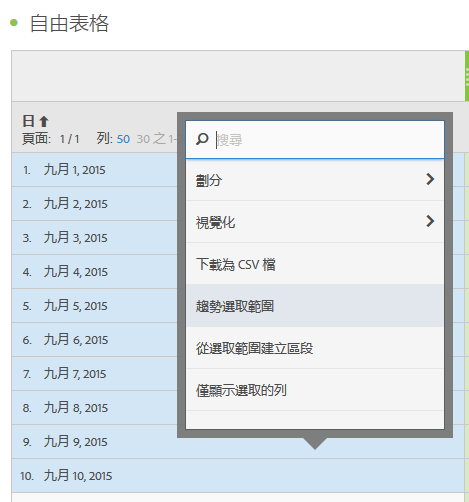 自由表格
日
頁面: 1 / 1 列: 50 30 之 1-
搜尋
劃分
視覺化
下載為 CSV 檔
趨勢選取範圍
從選取範圍建立區段
僅顯示選取的列
1. 九月 1, 2015
2. 九月 2, 2015
3. 九月 3, 2015
4. 九月 4, 2015
5. 九月 5, 2015
6. 九月 6, 2015
7. 九月 7, 2015
8. 九月 8, 2015
9. 九月 9, 2015
10. 九月 10, 2015